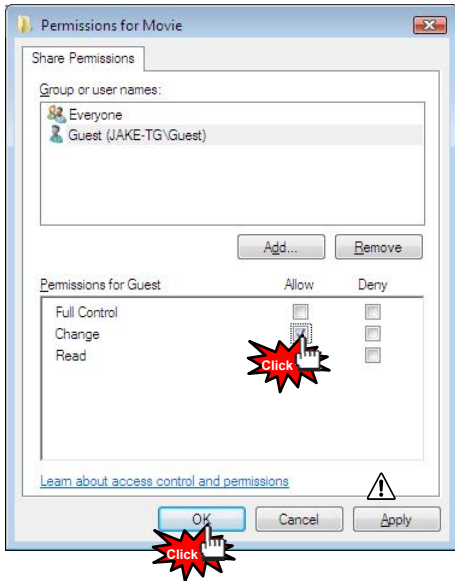 Permissions for Movie
Share Permissions
Group or user names:
Everyone
Guest (JAKE-TG\Guest)
Add... Remove
Permissions for Guest Allow Deny
Full Control
Change
Read
Click
Learn about access control and permissions
OK Cancel Apply
Click